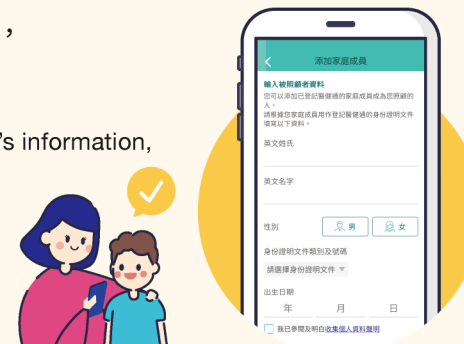 ，
's information,
添加家庭成員
輸入被照顧者資料
您可以添加已登記醫健通的家庭成員成為您照顧的
人。
請根據您家庭成員用作登記醫健通的身份證明文件
填寫以下資料。
英文姓氏
英文名字
性別 男 女
身份證明文件類別及號碼
請選擇身份證明文件
出生日期
年 月 日
我已參閱及明白收集個人資料聲明